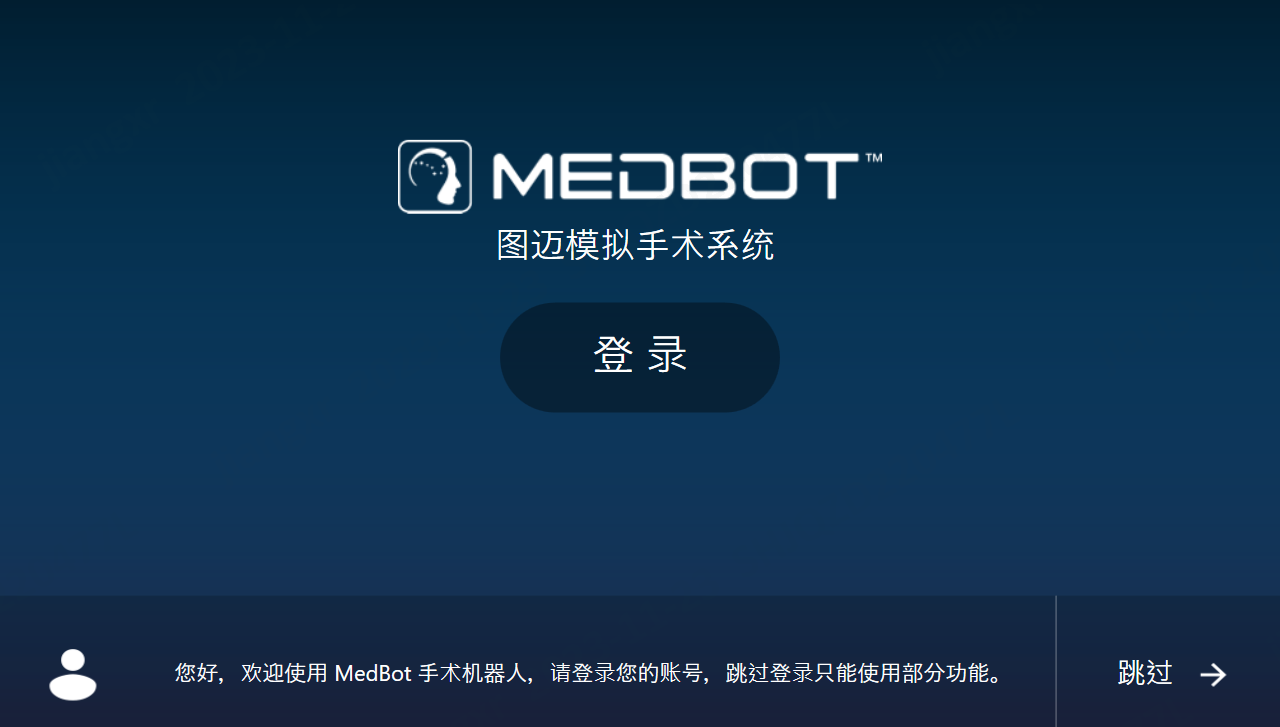 MEDBOT™
图迈模拟手术系统
登 录
您好，欢迎使用 MedBot 手术机器人，请登录您的账号，跳过登录只能使用部分功能。
跳过